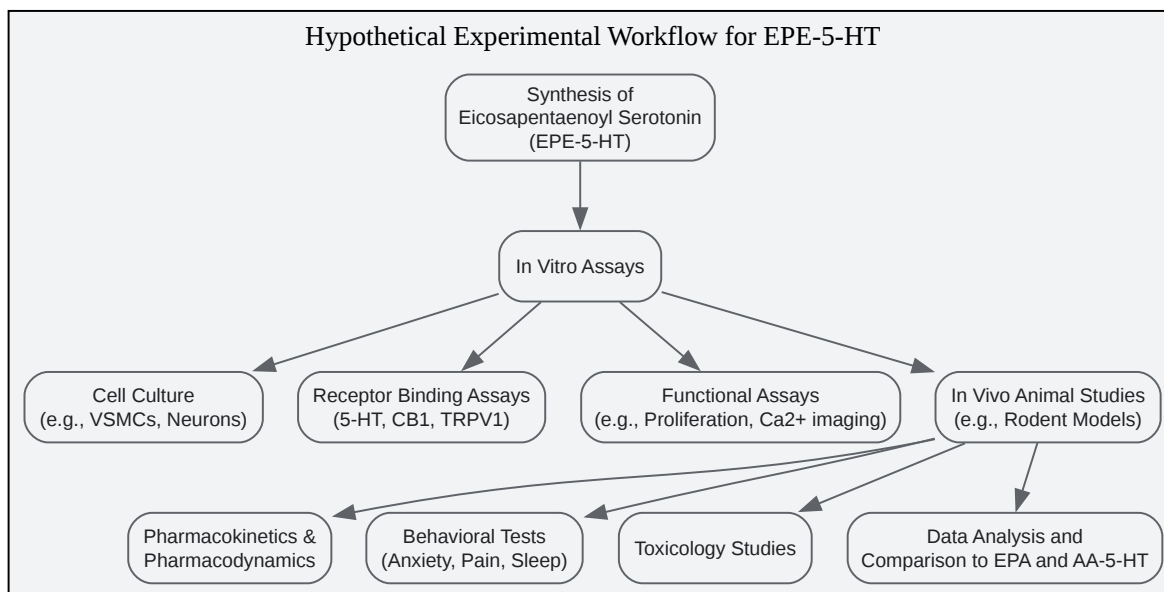 Hypothetical Experimental Workflow for EPE-5-HT
Synthesis of
Eicosapentaenoyl Serotonin
(EPE-5-HT)
In Vitro Assays
Cell Culture
(e.g., VSMCs, Neurons)
Receptor Binding Assays
(5-HT, CB1, TRPV1)
Functional Assays
(e.g., Proliferation, Ca2+ imaging)
In Vivo Animal Studies
(e.g., Rodent Models)
Pharmacokinetics &
Pharmacodynamics
Behavioral Tests
(Anxiety, Pain, Sleep)
Toxicology Studies
Data Analysis and
Comparison to EPA and AA-5-HT